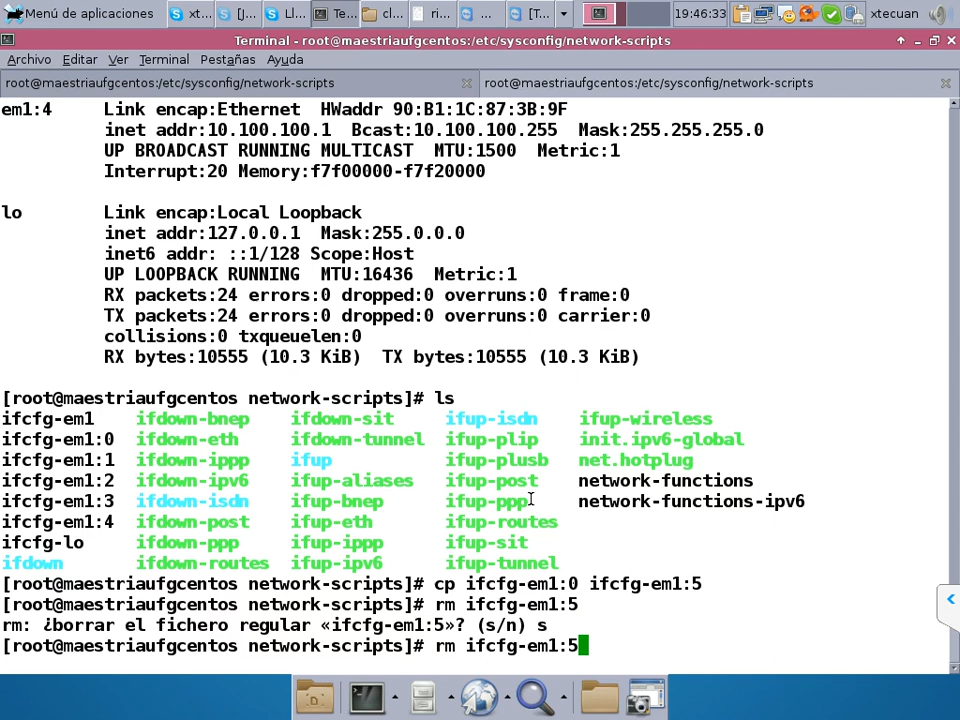 Menú de aplicaciones xt... [J... Ll... Te... cl... ri... ... [T... 19:46:33 xtecuan
Terminal - root@maestriaufgcentos:/etc/sysconfig/network-scripts
Archivo Editar Ver Terminal Pestañas Ayuda
root@maestriaufgcentos:/etc/sysconfig/network-scripts root@maestriaufgcentos:/etc/sysconfig/network-scripts
em1:4 Link encap:Ethernet HWaddr 90:B1:1C:87:3B:9F
inet addr:10.100.100.1 Bcast:10.100.100.255 Mask:255.255.255.0
UP BROADCAST RUNNING MULTICAST MTU:1500 Metric:1
Interrupt:20 Memory:f7f00000-f7f20000
lo Link encap:Local Loopback
inet addr:127.0.0.1 Mask:255.0.0.0
inet6 addr: ::1/128 Scope:Host
UP LOOPBACK RUNNING MTU:16436 Metric:1
RX packets:24 errors:0 dropped:0 overruns:0 frame:0
TX packets:24 errors:0 dropped:0 overruns:0 carrier:0
collisions:0 txqueuelen:0
RX bytes:10555 (10.3 KiB) TX bytes:10555 (10.3 KiB)
[root@maestriaufgcentos network-scripts]# ls
ifcfg-em1 ifdown-bnep ifdown-sit ifup-isdn ifup-wireless
ifcfg-em1:0 ifdown-eth ifdown-tunnel ifup-plip init.ipv6-global
ifcfg-em1:1 ifdown-ippp ifup ifup-plusb net.hotplug
ifcfg-em1:2 ifdown-ipv6 ifup-aliases ifup-post network-functions
ifcfg-em1:3 ifdown-isdn ifup-bnep ifup-ppp network-functions-ipv6
ifcfg-em1:4 ifdown-post ifup-eth ifup-routes
ifcfg-lo ifdown-ppp ifup-ippp ifup-sit
ifdown ifdown-routes ifup-ipv6 ifup-tunnel
[root@maestriaufgcentos network-scripts]# cp ifcfg-em1:0 ifcfg-em1:5
[root@maestriaufgcentos network-scripts]# rm ifcfg-em1:5
rm: ¿borrar el fichero regular «ifcfg-em1:5»? (s/n) s
[root@maestriaufgcentos network-scripts]# rm ifcfg-em1:5